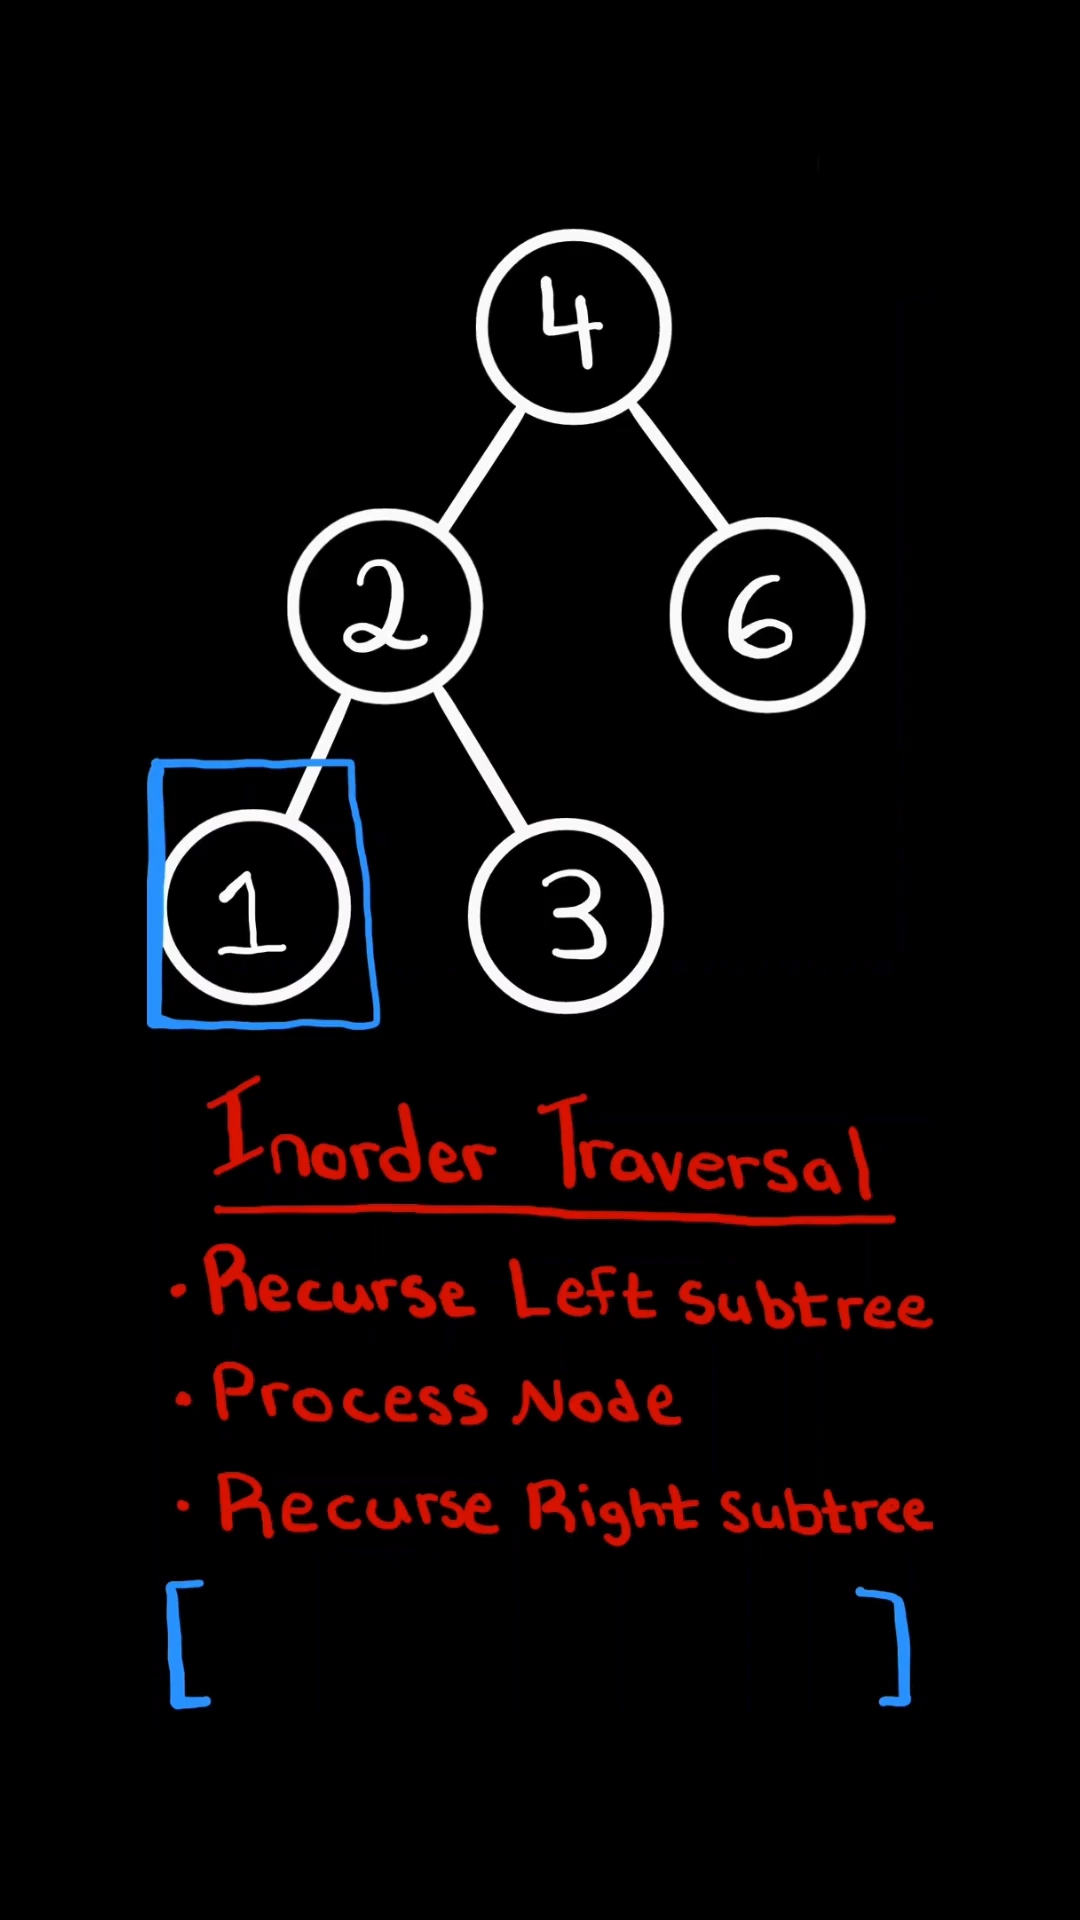 4
2 6
1 3
Inorder Traversal
• Recurse Left Subtree
• Process Node
• Recurse Right Subtree
[ ]